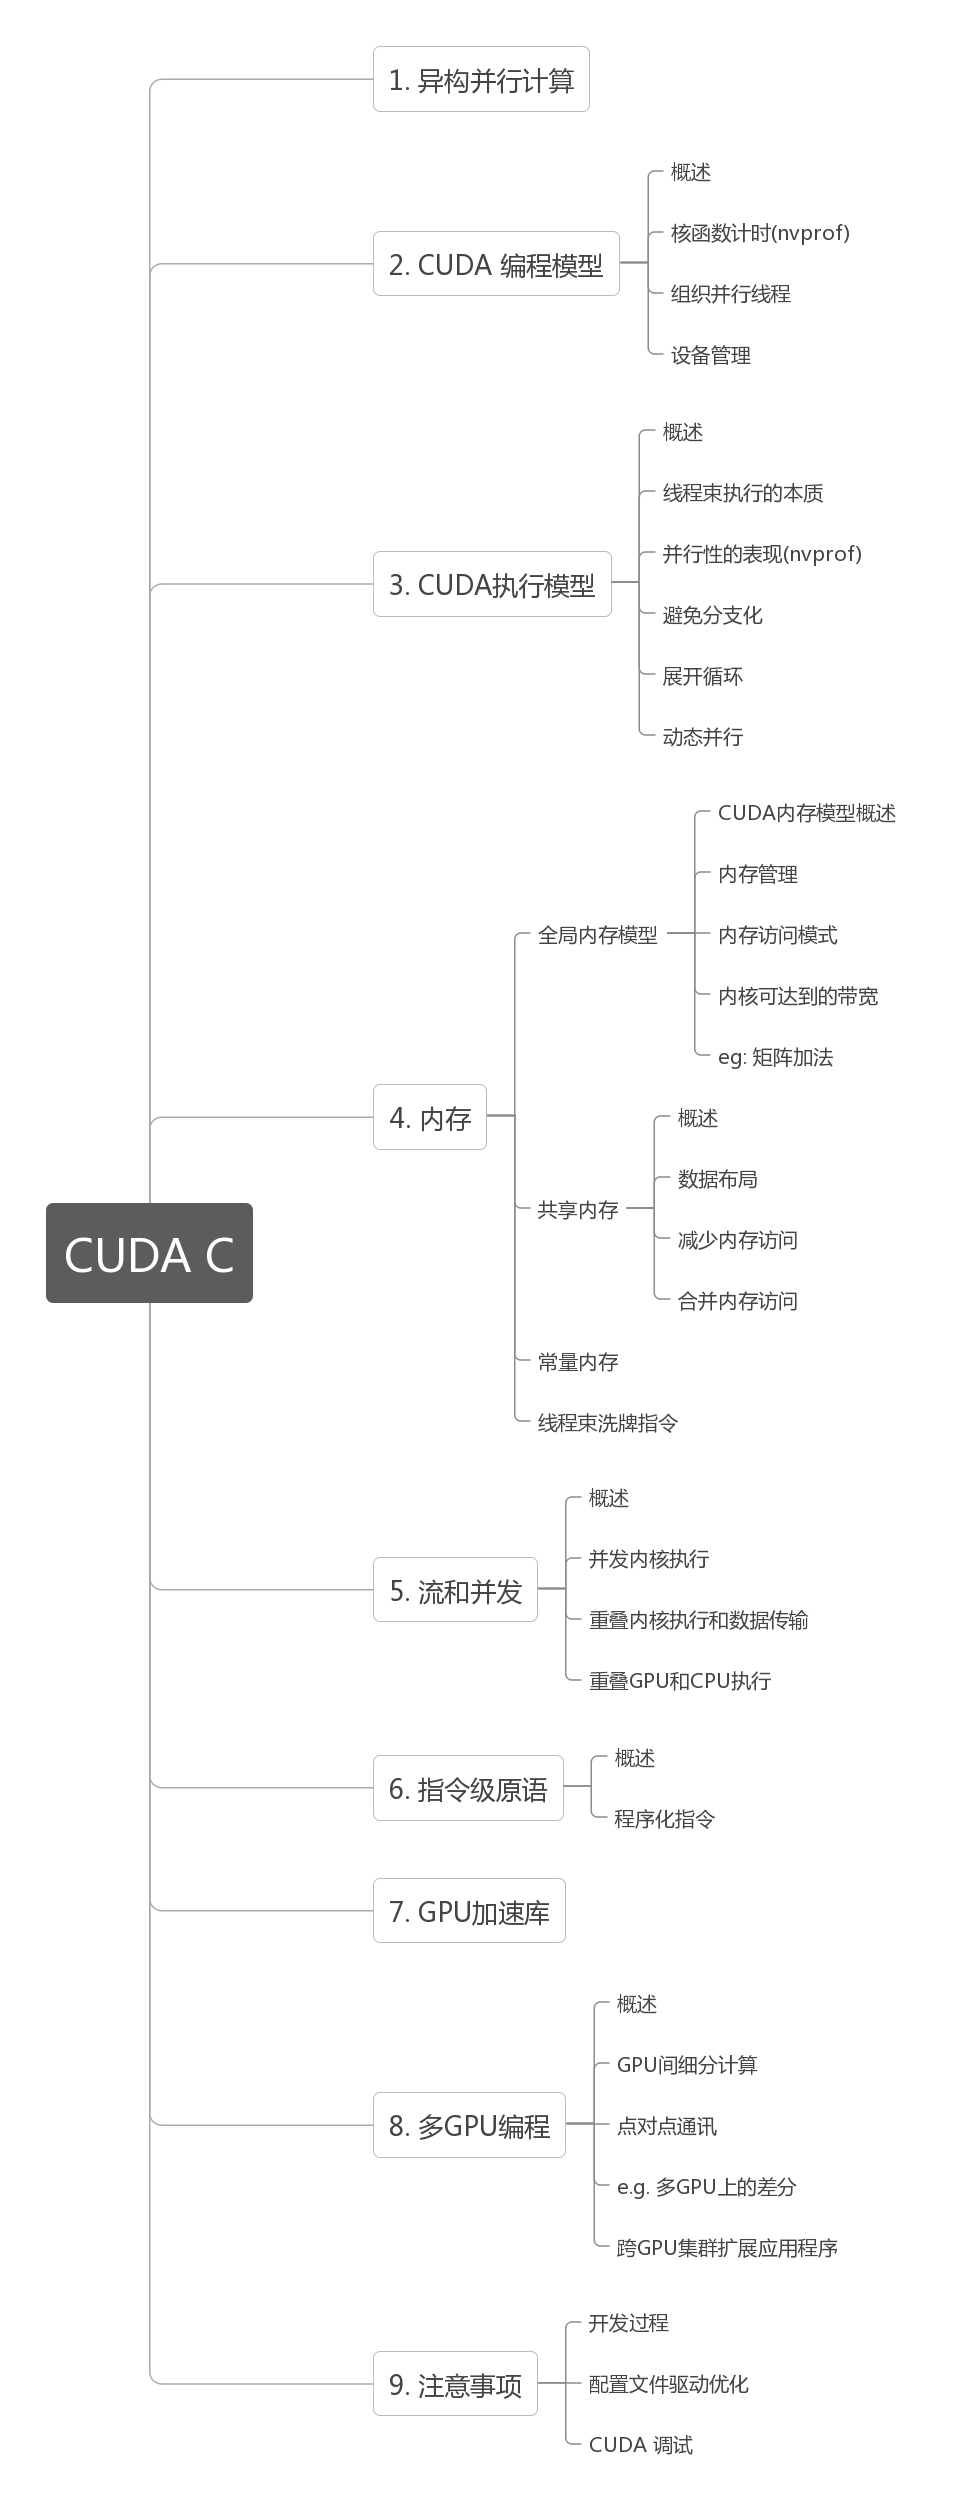 CUDA C
1. 异构并行计算
2. CUDA 编程模型
概述
核函数计时(nvprof)
组织并行线程
设备管理
3. CUDA执行模型
概述
线程束执行的本质
并行性的表现(nvprof)
避免分支化
展开循环
动态并行
4. 内存
全局内存模型
CUDA内存模型概述
内存管理
内存访问模式
内核可达到的带宽
eg: 矩阵加法
共享内存
概述
数据布局
减少内存访问
合并内存访问
常量内存
线程束洗牌指令
5. 流和并发
概述
并发内核执行
重叠内核执行和数据传输
重叠GPU和CPU执行
6. 指令级原语
概述
程序化指令
7. GPU加速库
8. 多GPU编程
概述
GPU间细分计算
点对点通讯
e.g. 多GPU上的差分
跨GPU集群扩展应用程序
9. 注意事项
开发过程
配置文件驱动优化
CUDA 调试